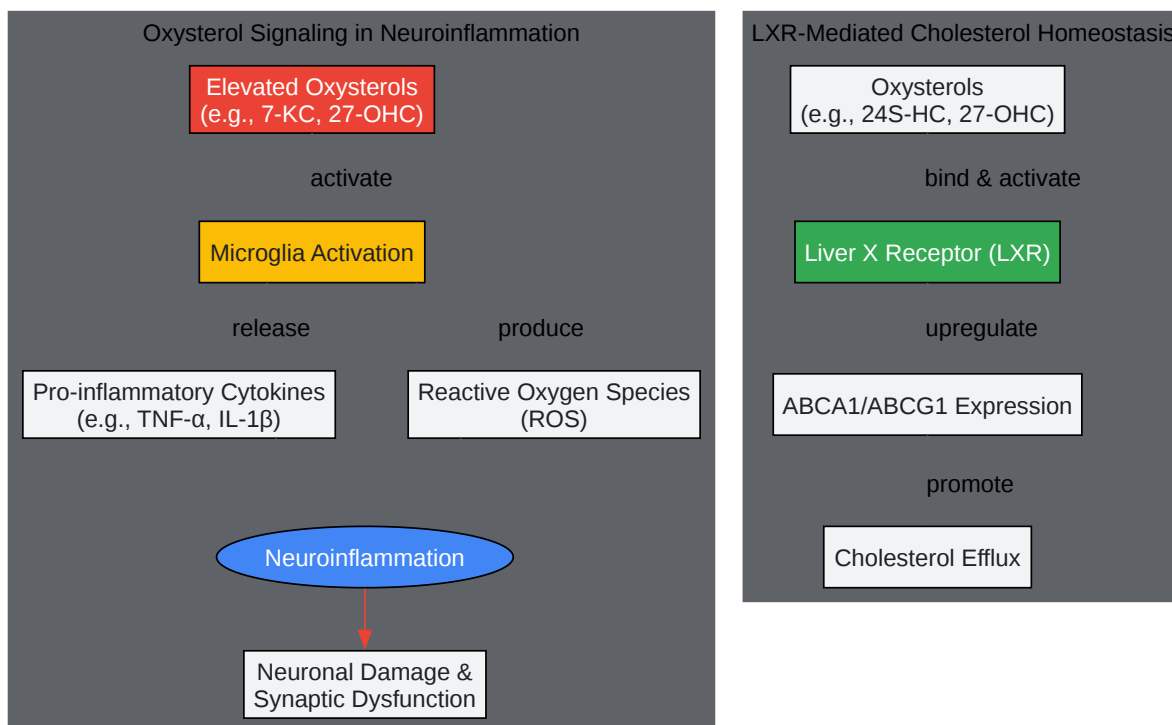 Oxysterol Signaling in Neuroinflammation
Elevated Oxysterols
(e.g., 7-KC, 27-OHC)
activate
Microglia Activation
release
produce
Pro-inflammatory Cytokines
(e.g., TNF-α, IL-1β)
Reactive Oxygen Species
(ROS)
Neuroinflammation
Neuronal Damage &
Synaptic Dysfunction
LXR-Mediated Cholesterol Homeostasis
Oxysterols
(e.g., 24S-HC, 27-OHC)
bind & activate
Liver X Receptor (LXR)
upregulate
ABCA1/ABCG1 Expression
promote
Cholesterol Efflux